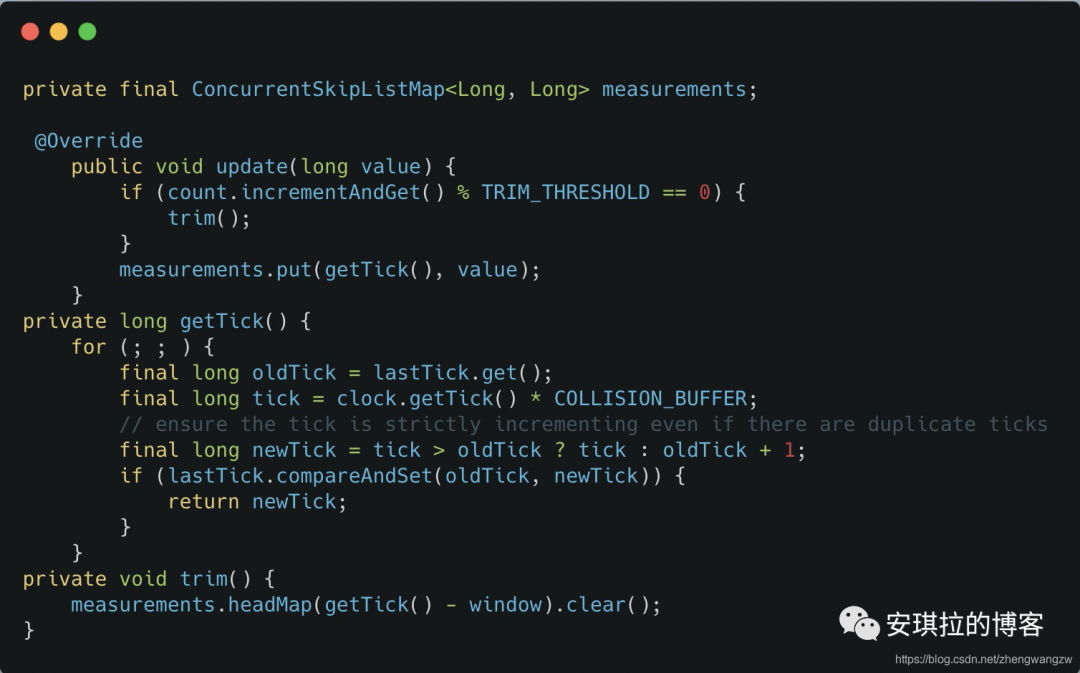 private final ConcurrentSkipListMap<Long, Long> measurements;
@Override
public void update(long value) {
if (count.incrementAndGet() % TRIM_THRESHOLD == 0) {
trim();
}
measurements.put(getTick(), value);
}
private long getTick() {
for (; ; ) {
final long oldTick = lastTick.get();
final long tick = clock.getTick() * COLLISION_BUFFER;
// ensure the tick is strictly incrementing even if there are duplicate ticks
final long newTick = tick > oldTick ? tick : oldTick + 1;
if (lastTick.compareAndSet(oldTick, newTick)) {
return newTick;
}
}
private void trim() {
measurements.headMap(getTick() - window).clear();
}
安琪拉的博客
https://blog.csdn.net/zhengwangzw